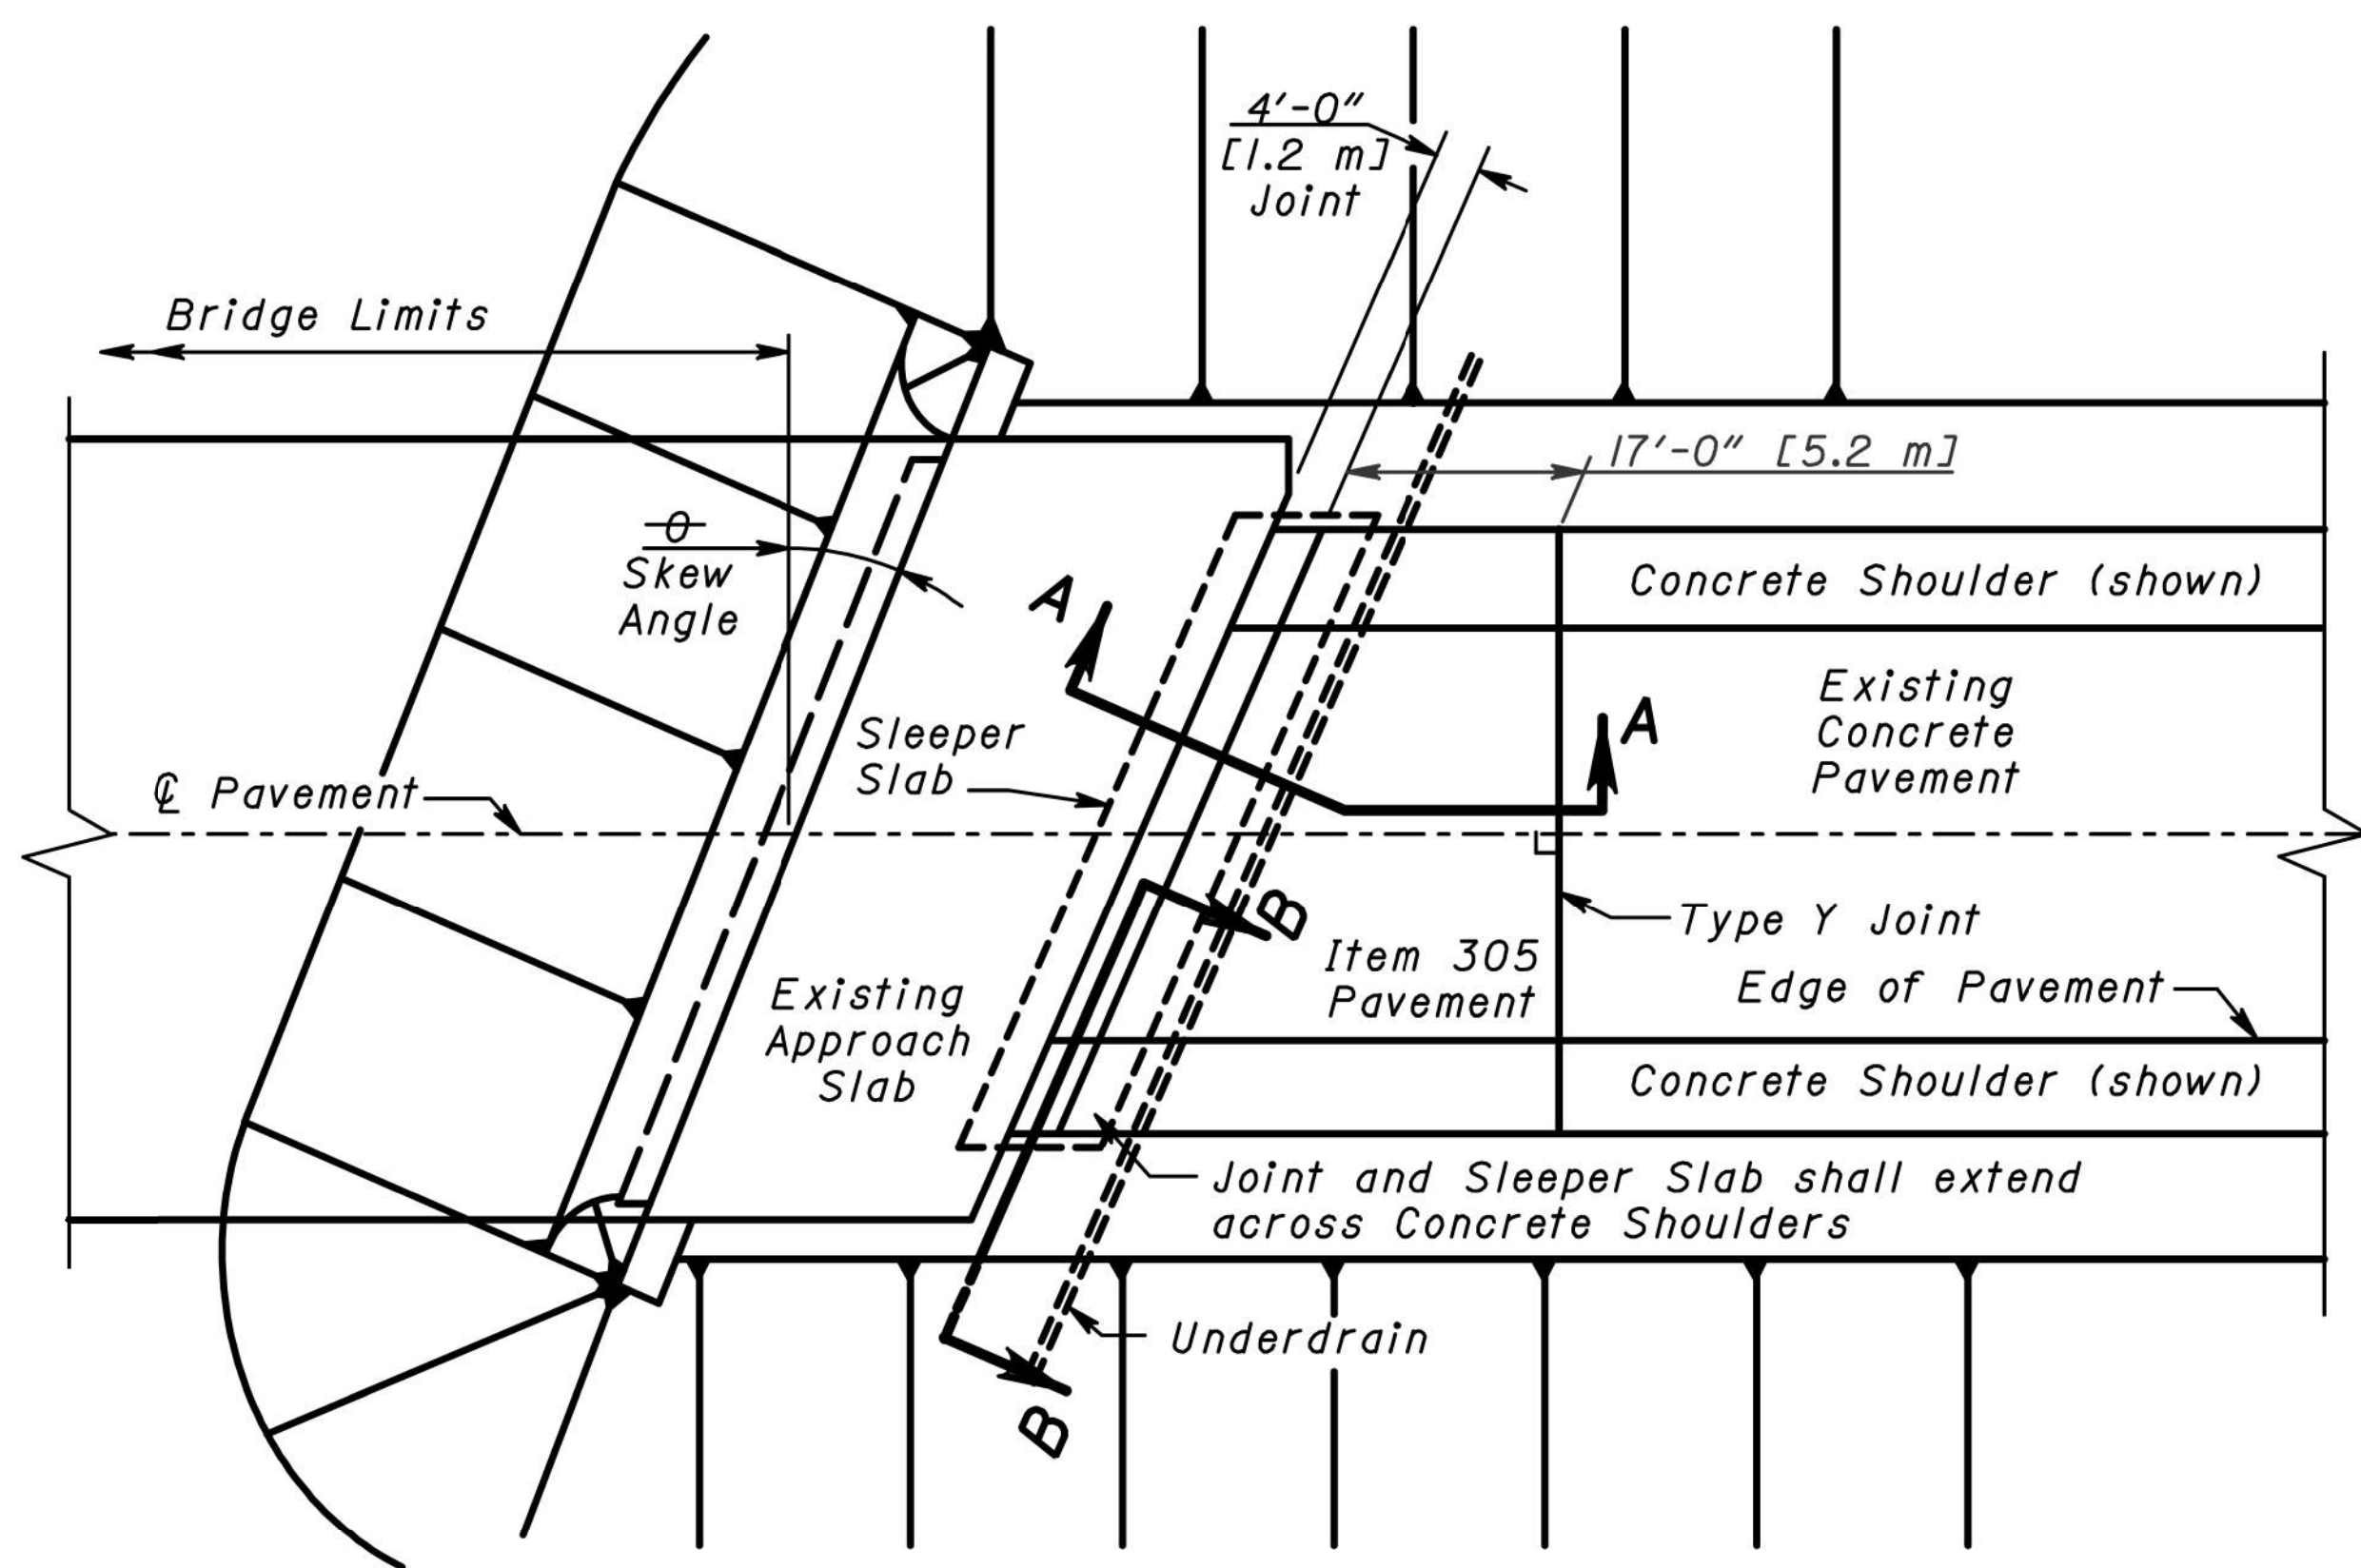 4'-0"
[1.2 m]
Joint
Bridge Limits
17'-0" [5.2 m]
θ
Skew
Angle
Concrete Shoulder (shown)
A
A
Existing
Concrete
Pavement
Sleeper
Slab
℄ Pavement
B
Type Y Joint
Item 305
Pavement
Edge of Pavement
Existing
Approach
Slab
Concrete Shoulder (shown)
Joint and Sleeper Slab shall extend
across Concrete Shoulders
Underdrain
B